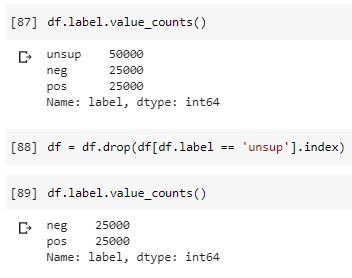 [87] df.label.value_counts()
unsup    50000
neg      25000
pos      25000
Name: label, dtype: int64
[88] df = df.drop(df[df.label == 'unsup'].index)
[89] df.label.value_counts()
neg    25000
pos    25000
Name: label, dtype: int64